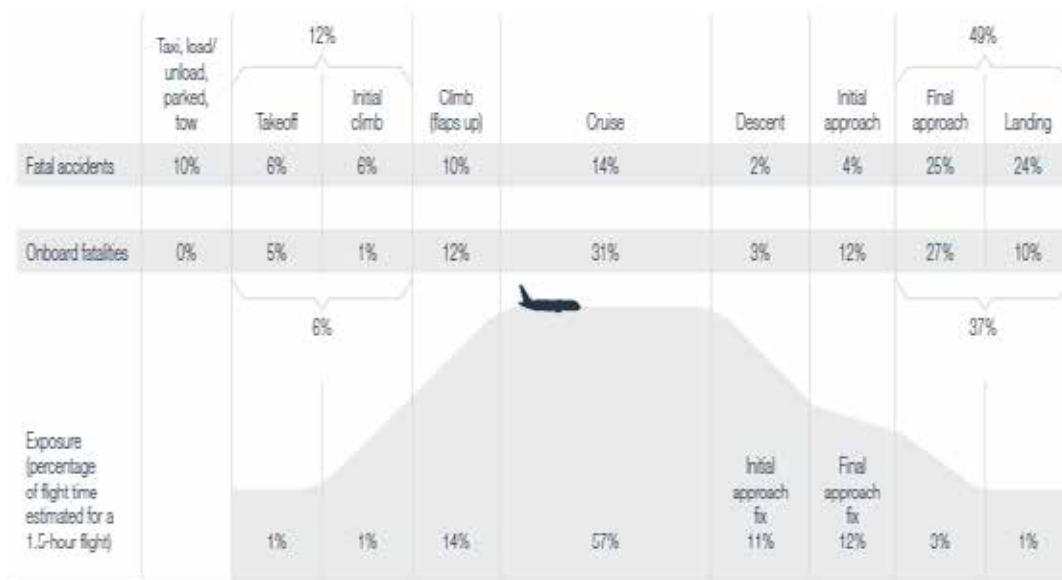 12%
49%
Taxi, load/
unload,
parked,
tow
Takeoff
Initial
climb
Climb
(flaps up)
Cruise
Descent
Initial
approach
Final
approach
Landing
Fatal accidents 10% 6% 6% 10% 14% 2% 4% 25% 24%
Onboard fatalities 0% 5% 1% 12% 31% 3% 12% 27% 10%
6%
37%
Exposure
(percentage
of flight time
estimated for a
1.5-hour flight)
Initial
approach
fix
Final
approach
fix
1% 1% 14% 57% 11% 12% 3% 1%